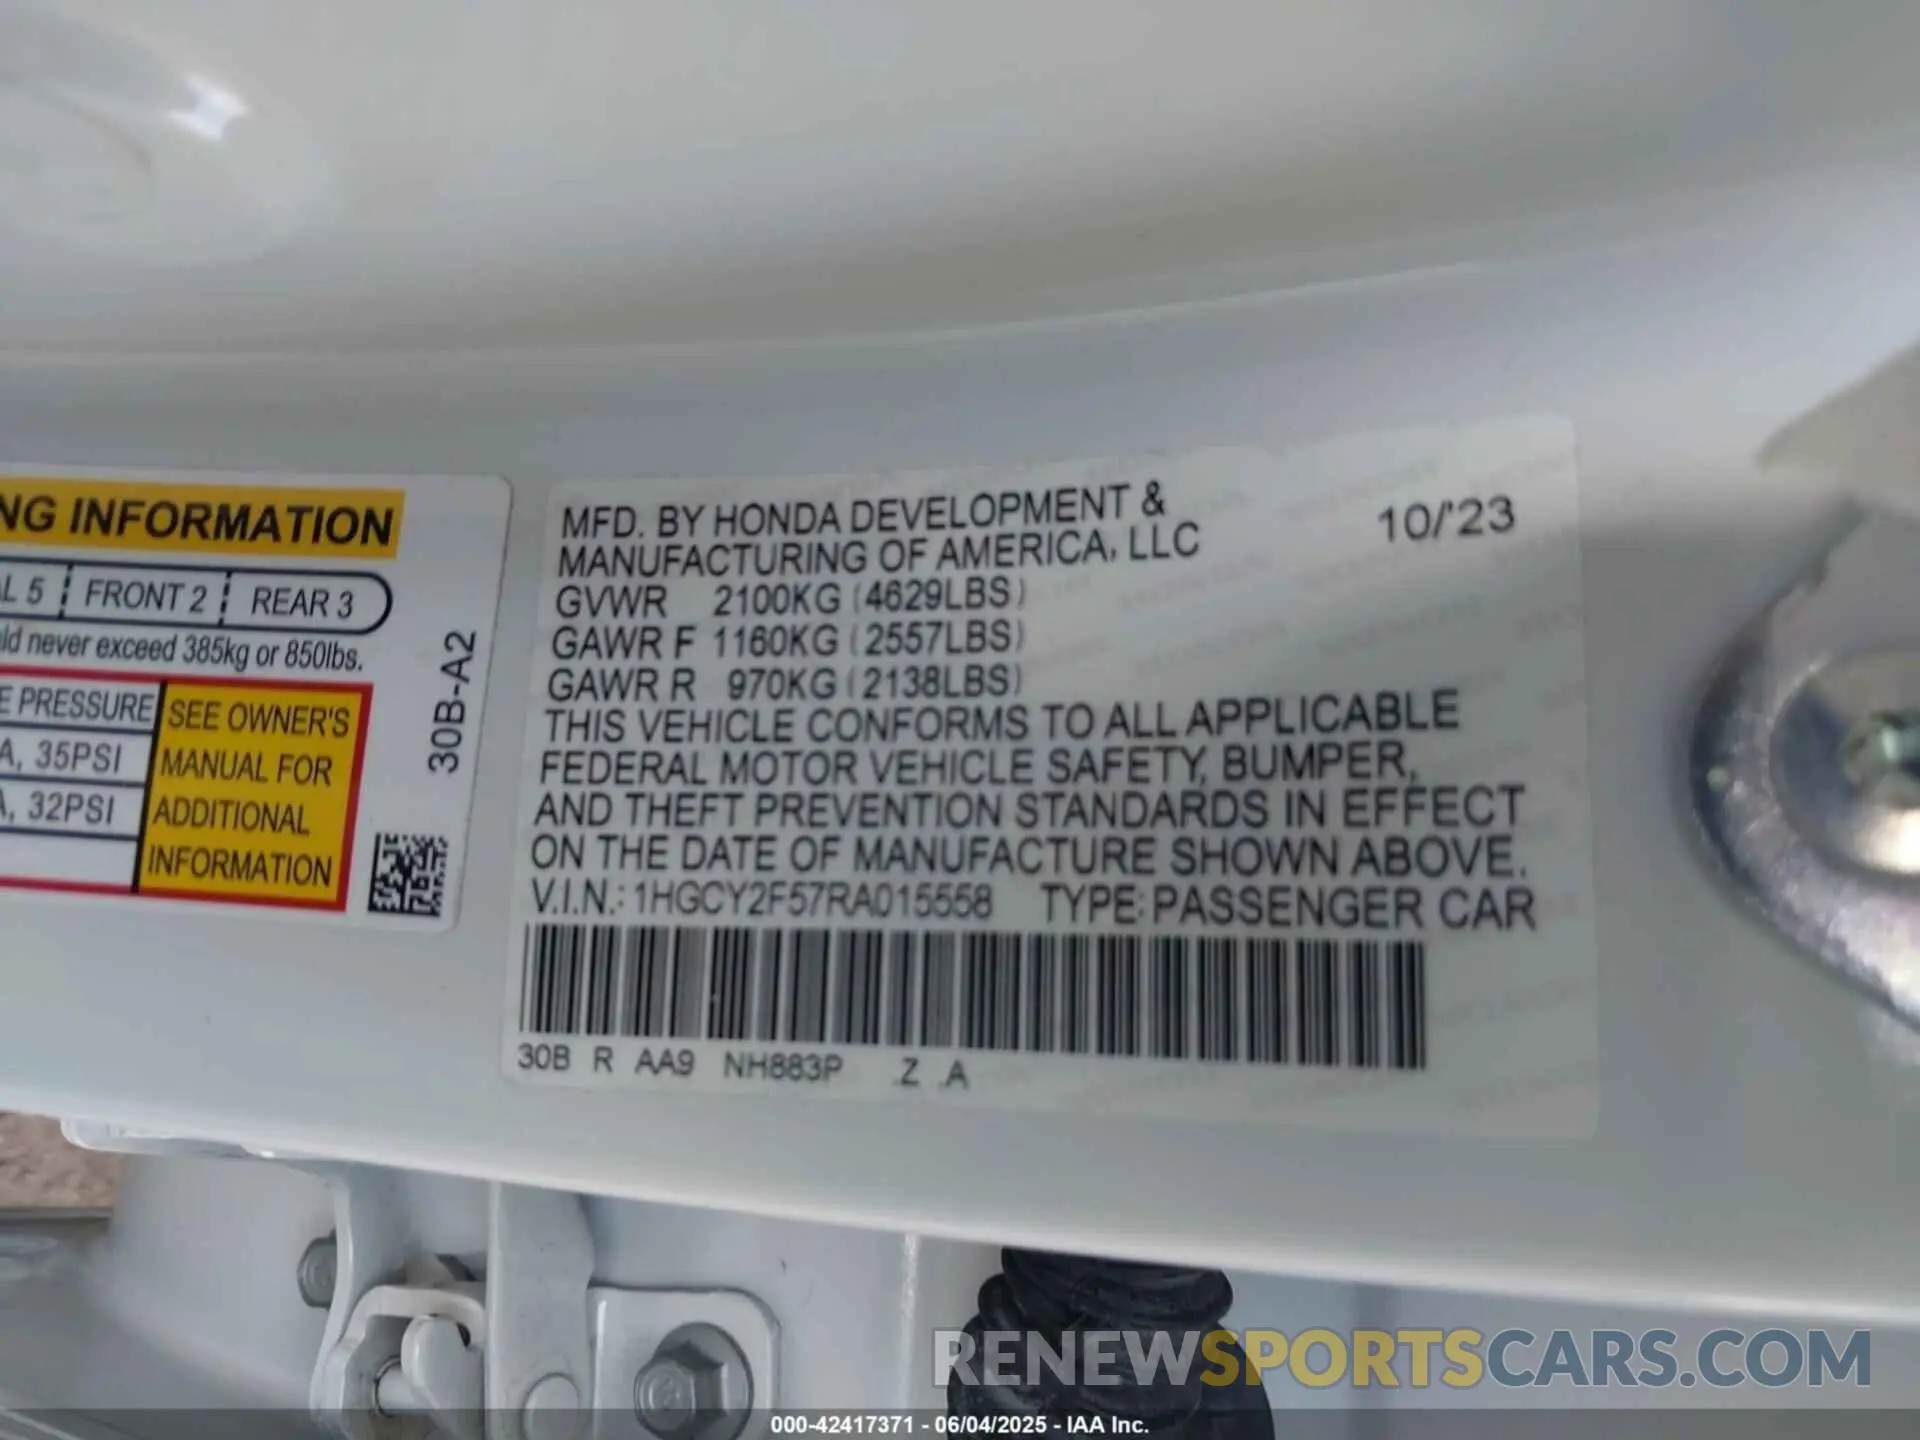 NG INFORMATION
AL 5 FRONT 2 REAR 3
ld never exceed 385kg or 850lbs.
E PRESSURE
A, 35PSI
A, 32PSI
SEE OWNER'S
MANUAL FOR
ADDITIONAL
INFORMATION
30B-A2
MFD. BY HONDA DEVELOPMENT &
MANUFACTURING OF AMERICA, LLC
10/'23
GVWR 2100KG (4629LBS)
GAWR F 1160KG (2557LBS)
GAWR R 970KG (2138LBS)
THIS VEHICLE CONFORMS TO ALL APPLICABLE
FEDERAL MOTOR VEHICLE SAFETY, BUMPER,
AND THEFT PREVENTION STANDARDS IN EFFECT
ON THE DATE OF MANUFACTURE SHOWN ABOVE.
V.I.N.: 1HGCY2F57RA015558 TYPE: PASSENGER CAR
30B R AA9 NH883P .Z .A
RENEWSPORTSCARS.COM
000-42417371 - 06/04/2025 - IAA Inc.